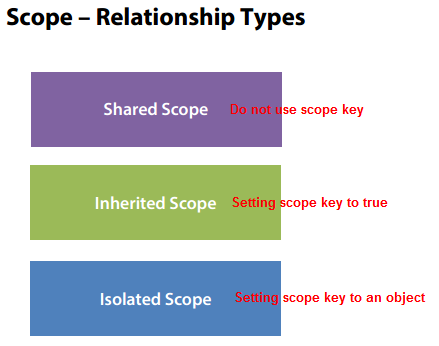 Scope – Relationship Types
Shared Scope Do not use scope key
Inherited Scope Setting scope key to true
Isolated Scope Setting scope key to an object